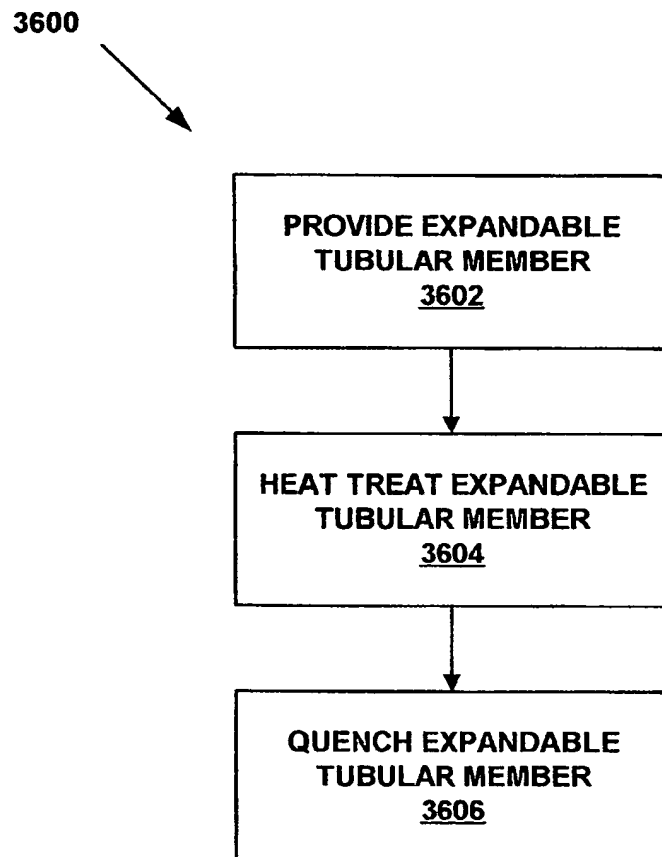 3600
PROVIDE EXPANDABLE
TUBULAR MEMBER
3602
HEAT TREAT EXPANDABLE
TUBULAR MEMBER
3604
QUENCH EXPANDABLE
TUBULAR MEMBER
3606